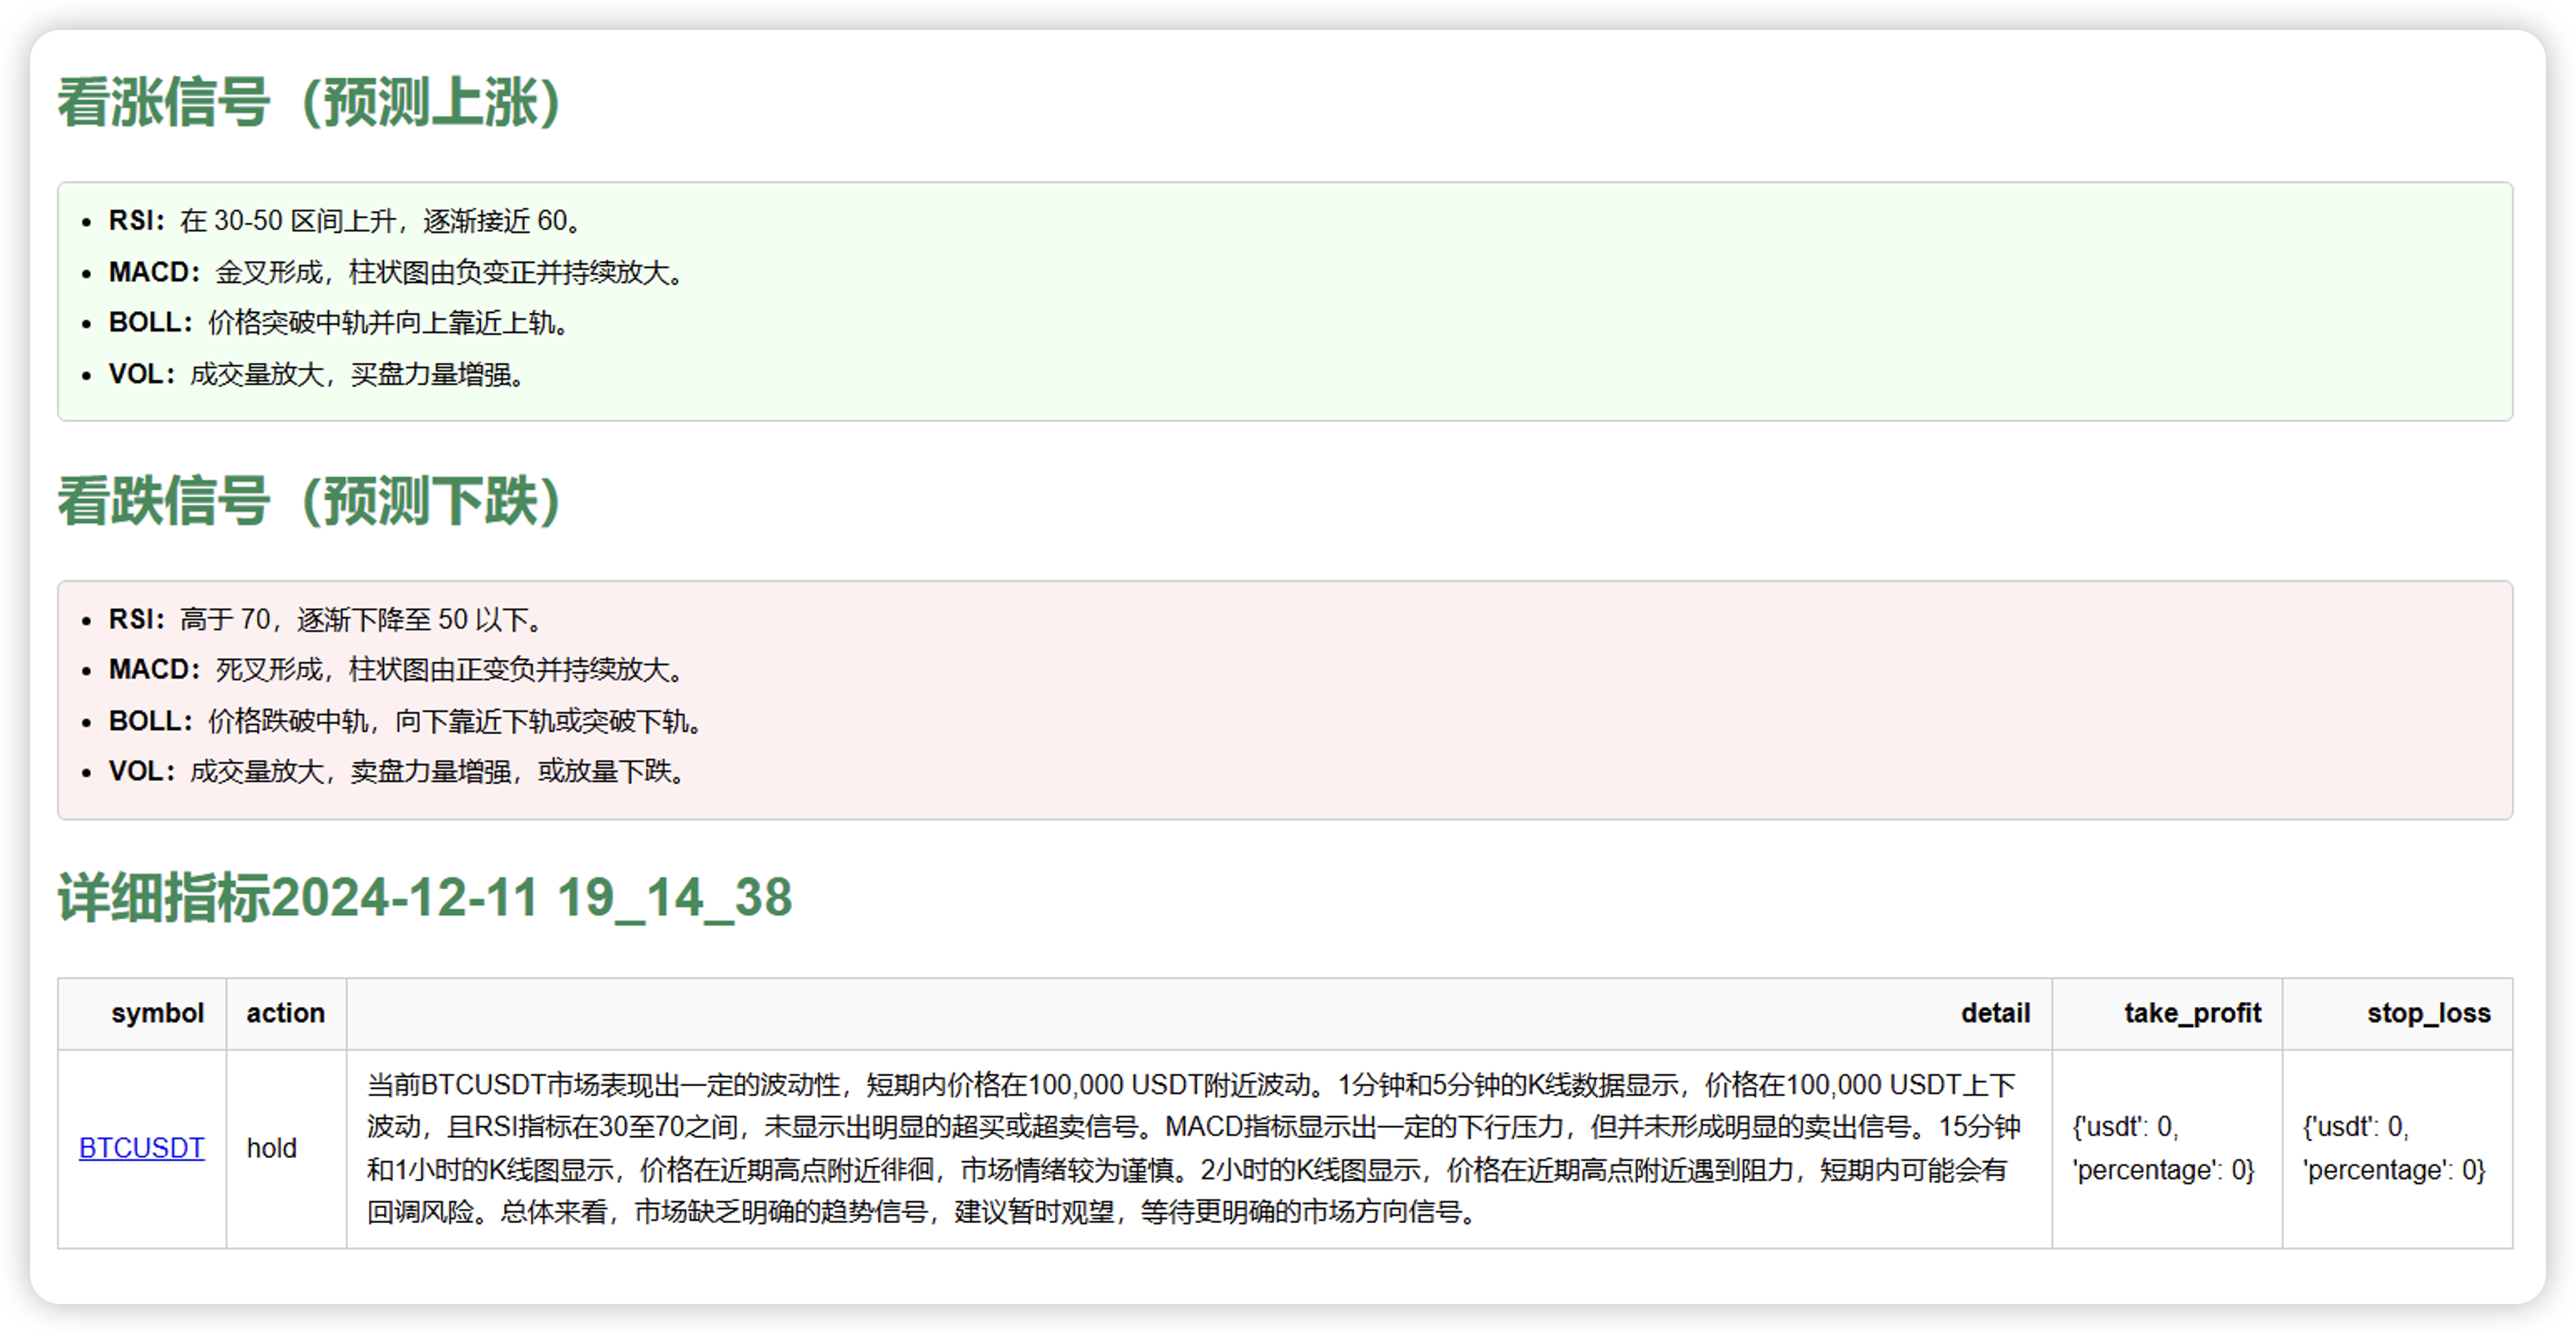 看涨信号（预测上涨）
RSI：在 30-50 区间上升，逐渐接近 60。
MACD：金叉形成，柱状图由负变正并持续放大。
BOLL：价格突破中轨并向上靠近上轨。
VOL：成交量放大，买盘力量增强。
看跌信号（预测下跌）
RSI：高于 70，逐渐下降至 50 以下。
MACD：死叉形成，柱状图由正变负并持续放大。
BOLL：价格跌破中轨，向下靠近下轨或突破下轨。
VOL：成交量放大，卖盘力量增强，或放量下跌。
详细指标2024-12-11 19_14_38
symbol action detail take_profit stop_loss
BTCUSDT
hold
当前BTCUSDT市场表现出一定的波动性，短期内价格在100,000 USDT附近波动。1分钟和5分钟的K线数据显示，价格在100,000 USDT上下
波动，且RSI指标在30至70之间，未显示出明显的超买或超卖信号。MACD指标显示出一定的下行压力，但并未形成明显的卖出信号。15分钟
和1小时的K线图显示，价格在近期高点附近徘徊，市场情绪较为谨慎。2小时的K线图显示，价格在近期高点附近遇到阻力，短期内可能会有
回调风险。总体来看，市场缺乏明确的趋势信号，建议暂时观望，等待更明确的市场方向信号。
{'usdt': 0,
'percentage': 0}
{'usdt': 0,
'percentage': 0}